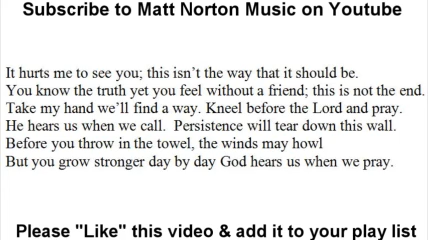 Subscribe to Matt Norton Music on Youtube
It hurts me to see you; this isn't the way that it should be.
You know the truth yet you feel without a friend; this is not the end.
Take my hand we'll find a way. Kneel before the Lord and pray.
He hears us when we call.  Persistence will tear down this wall.
Before you throw in the towel, the winds may howl
But you grow stronger day by day God hears us when we pray.
Please "Like" this video & add it to your play list